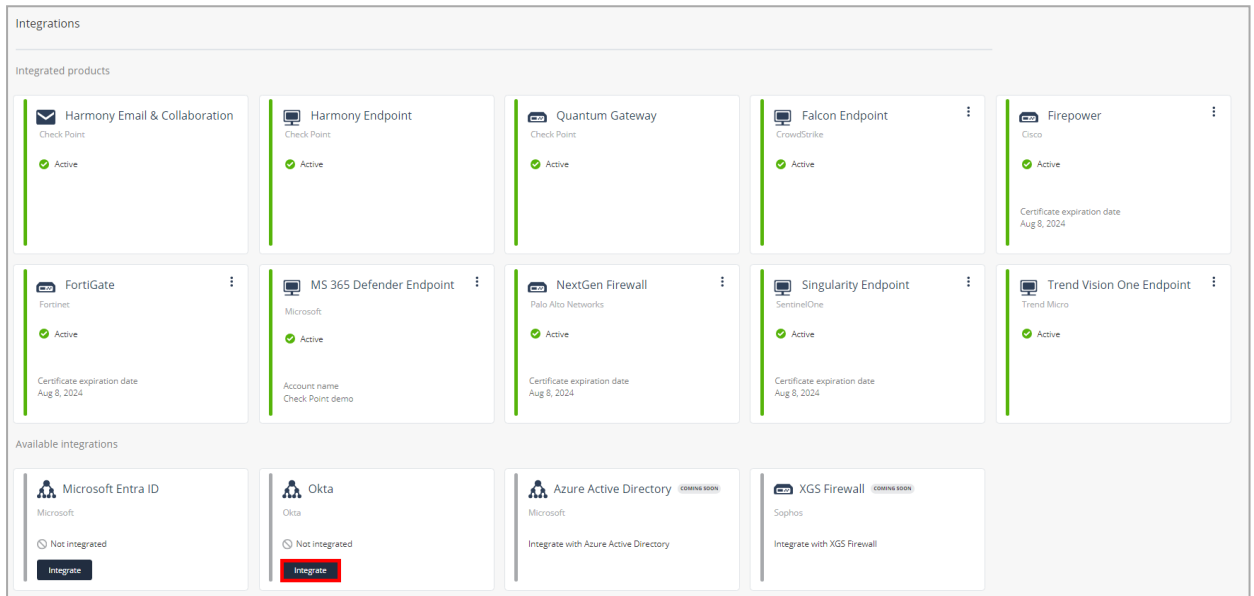 Integrations
Integrated products
Harmony Email & Collaboration
Check Point
Active
Harmony Endpoint
Check Point
Active
Quantum Gateway
Check Point
Active
Falcon Endpoint
CrowdStrike
Active
Firepower
Cisco
Active
Certificate expiration date
Aug 8, 2024
FortiGate
Fortinet
Active
Certificate expiration date
Aug 8, 2024
MS 365 Defender Endpoint
Microsoft
Active
Account name
Check Point demo
NextGen Firewall
Palo Alto Networks
Active
Certificate expiration date
Aug 8, 2024
Singularity Endpoint
SentinelOne
Active
Certificate expiration date
Aug 8, 2024
Trend Vision One Endpoint
Trend Micro
Active
Available integrations
Microsoft Entra ID
Microsoft
Not integrated
Integrate
Okta
Okta
Not integrated
Integrate
Azure Active Directory COMING SOON
Microsoft
Integrate with Azure Active Directory
XGS Firewall COMING SOON
Sophos
Integrate with XGS Firewall